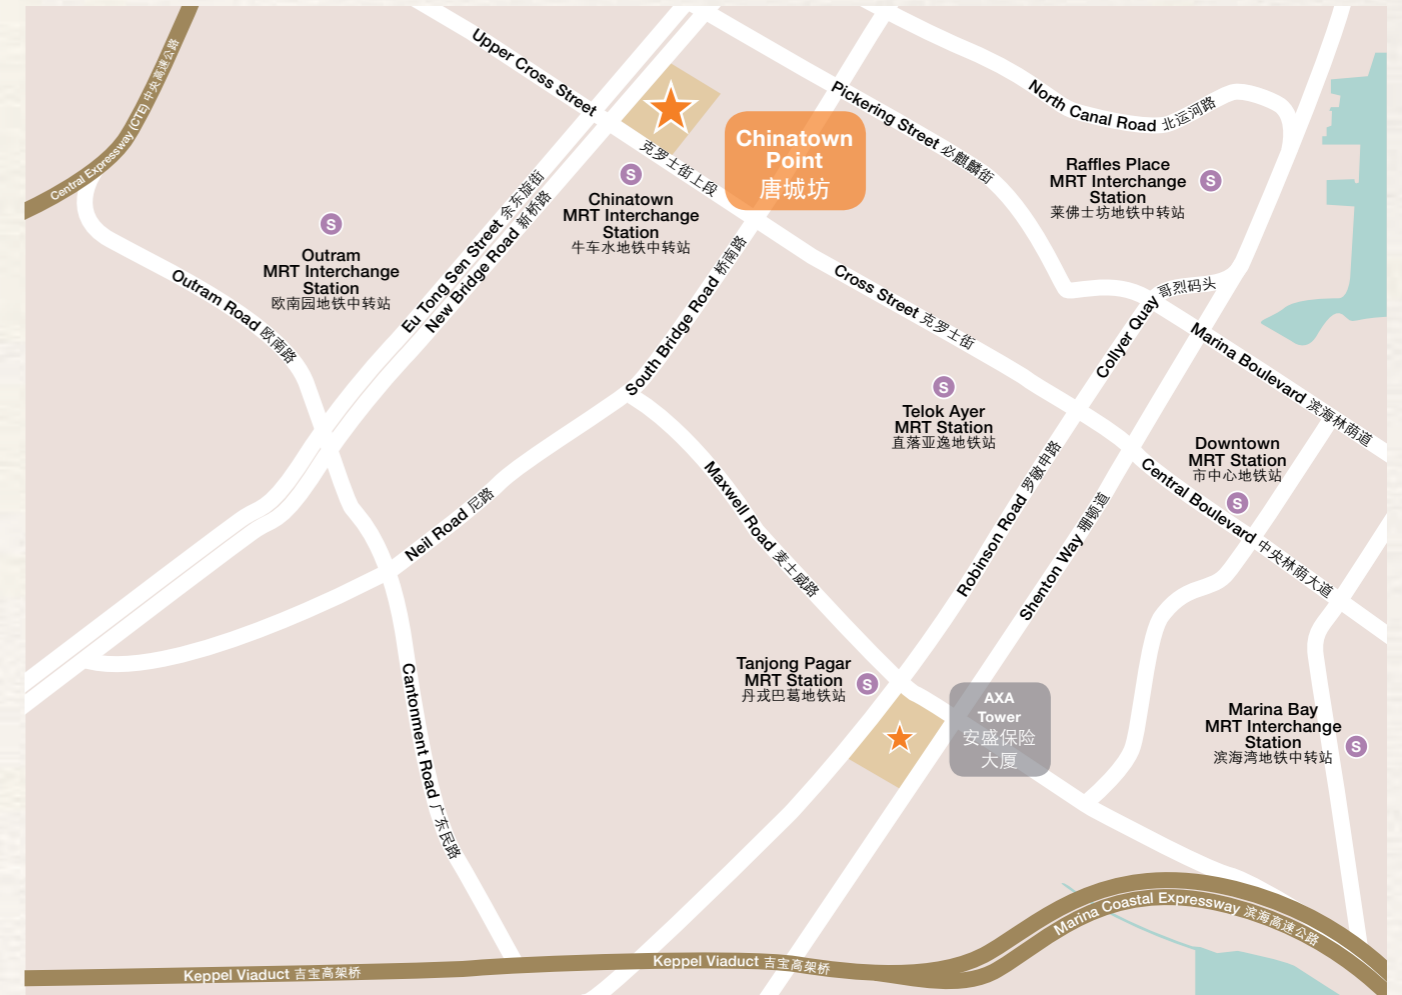 Central Expressway (CTE) 中央高速公路
Upper Cross Street
克罗士街上段
Pickering Street 必麒麟街
North Canal Road 北运河路
Chinatown
Point
唐城坊
Raffles Place
MRT Interchange
Station
莱佛士坊地铁中转站
Chinatown
MRT Interchange
Station
牛车水地铁中转站
Outram
MRT Interchange
Station
欧南园地铁中转站
Outram Road 欧南路
Eu Tong Sen Street 余东旋街
New Bridge Road 新桥路
South Bridge Road 桥南路
Cross Street 克罗士街
Collyer Quay 哥烈码头
Marina Boulevard 滨海林荫道
Telok Ayer
MRT Station
直落亚逸地铁站
Downtown
MRT Station
市中心地铁站
Central Boulevard 中央林荫大道
Neil Road 尼路
Maxwell Road 麦士威路
Robinson Road 罗敏申路
Shenton Way 珊顿道
Tanjong Pagar
MRT Station
丹戎巴葛地铁站
AXA
Tower
安盛保险
大厦
Marina Bay
MRT Interchange
Station
滨海湾地铁中转站
Cantonment Road 广东民路
Marina Coastal Expressway 滨海高速公路
Keppel Viaduct 吉宝高架桥
Keppel Viaduct 吉宝高架桥
S
S
S
S
S
S
S